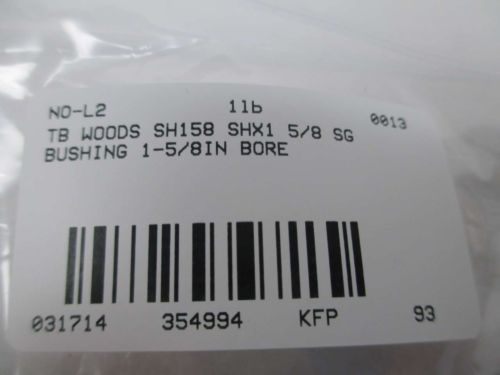 NO-L2 11b 0013
TB WOODS SH158 SHX1 5/8 SG
BUSHING 1-5/8IN BORE
031714 354994 KFP 93